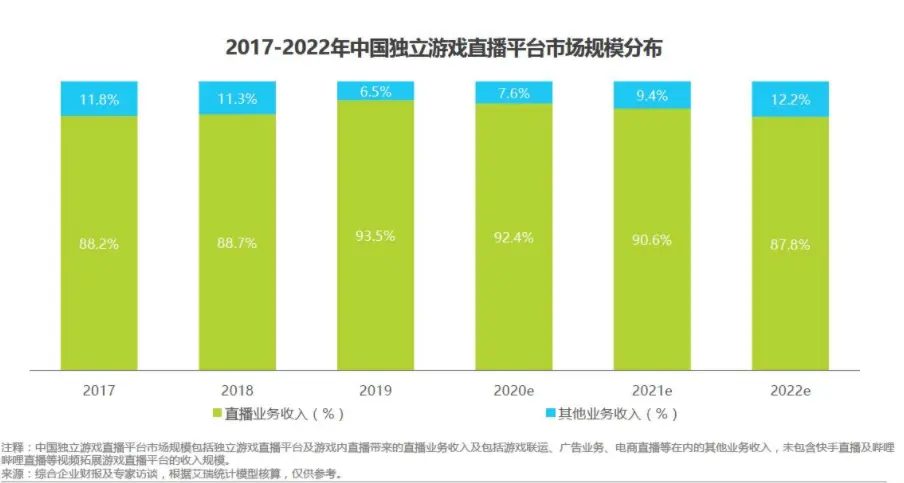 2017-2022年中国独立游戏直播平台市场规模分布
11.8% 11.3% 6.5% 7.6% 9.4% 12.2%
88.2% 88.7% 93.5% 92.4% 90.6% 87.8%
2017 2018 2019 2020e 2021e 2022e
直播业务收入（%） 其他业务收入（%）
注释：中国独立游戏直播平台市场规模包括独立游戏直播平台及游戏内直播带来的直播业务收入及包括游戏联运、广告业务、电商直播等在内的其他业务收入，未包含快手直播及哔哩
哔哩直播等视频拓展游戏直播平台的收入规模。
来源：综合企业财报及专家访谈，根据艾瑞统计模型核算，仅供参考。